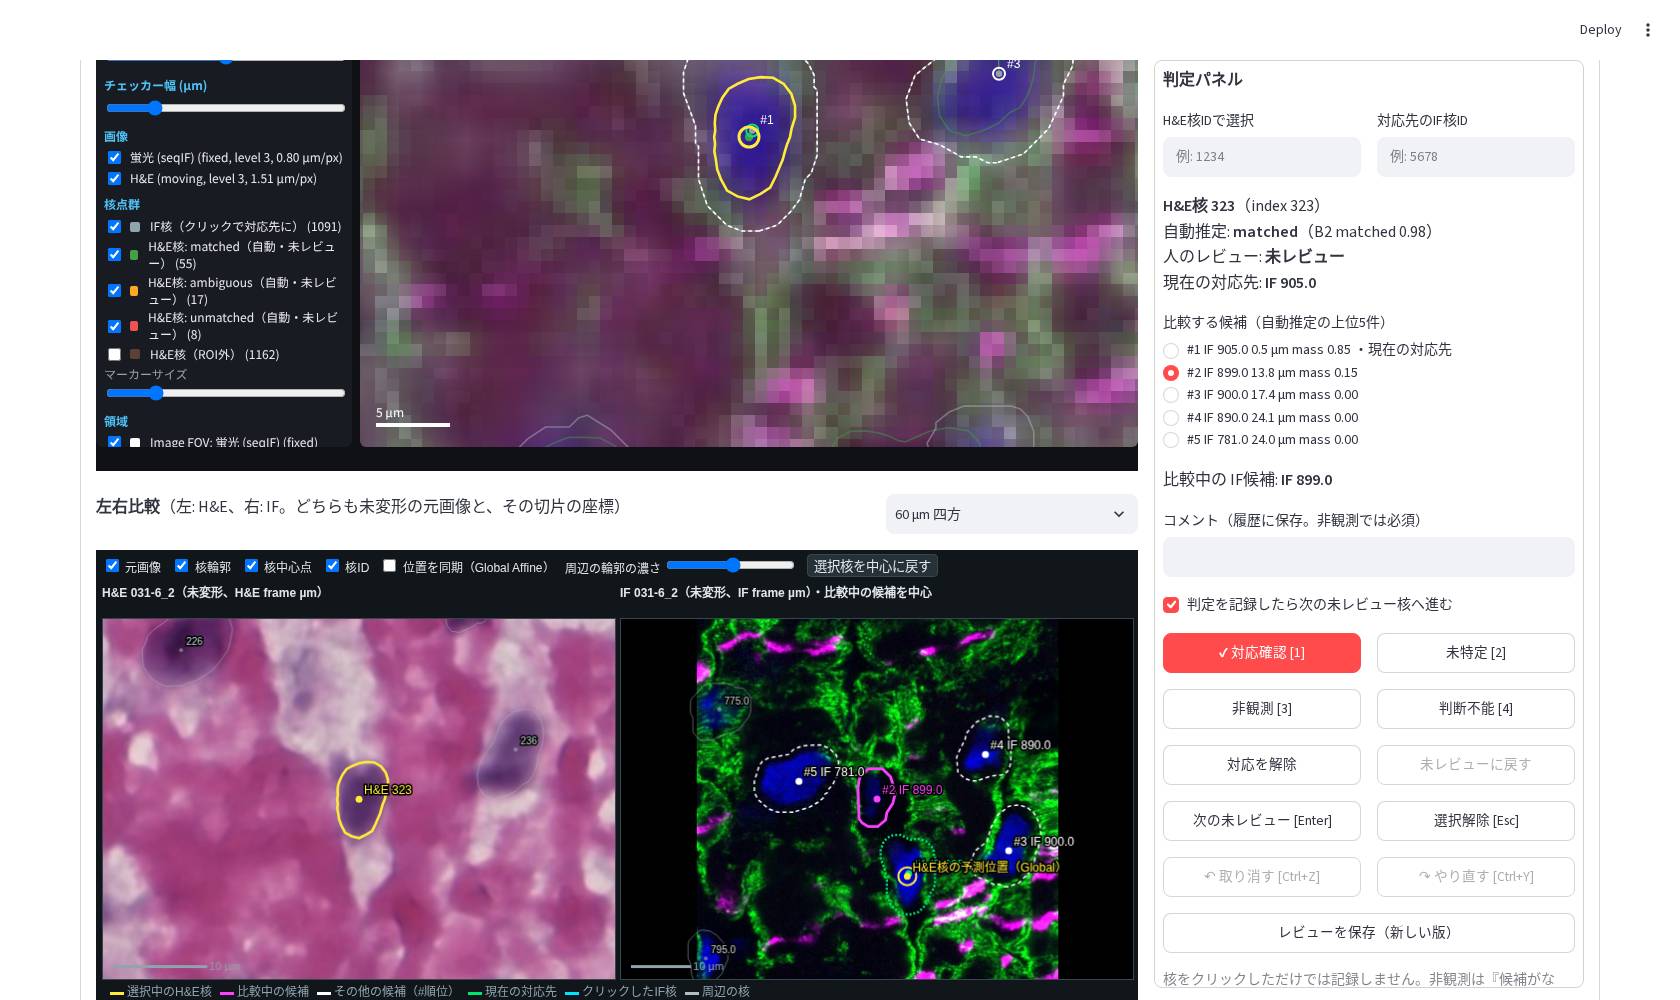 Deploy
チェッカー幅 (µm)
画像
蛍光 (seqIF) (fixed, level 3, 0.80 µm/px)
H&E (moving, level 3, 1.51 µm/px)
核点群
IF核（クリックで対応先に） (1091)
H&E核: matched（自動・未レビュ
ー） (55)
H&E核: ambiguous（自動・未レビ
ュー） (17)
H&E核: unmatched（自動・未レビ
ュー） (8)
H&E核（ROI外） (1162)
マーカーサイズ
領域
Image FOV: 蛍光 (seqIF) (fixed)
#1
#3
5 µm
左右比較（左: H&E、右: IF。どちらも未変形の元画像と、その切片の座標）
60 µm 四方
元画像 核輪郭 核中心点 核ID 位置を同期（Global Affine） 周辺の輪郭の濃さ 選択核を中心に戻す
H&E 031-6_2（未変形、H&E frame µm）
IF 031-6_2（未変形、IF frame µm）・比較中の候補を中心
226
236
H&E 323
10 µm
775.0
#4 IF 890.0
#5 IF 781.0
#2 IF 899.0
#3 IF 900.0
H&E核の予測位置（Global）
795.0
10 µm
選択中のH&E核 比較中の候補 その他の候補（#順位） 現在の対応先 クリックしたIF核 周辺の核
判定パネル
H&E核IDで選択
対応先のIF核ID
例: 1234
例: 5678
H&E核 323（index 323）
自動推定: matched（B2 matched 0.98）
人のレビュー: 未レビュー
現在の対応先: IF 905.0
比較する候補（自動推定の上位5件）
#1 IF 905.0 0.5 µm mass 0.85 ・現在の対応先
#2 IF 899.0 13.8 µm mass 0.15
#3 IF 900.0 17.4 µm mass 0.00
#4 IF 890.0 24.1 µm mass 0.00
#5 IF 781.0 24.0 µm mass 0.00
比較中の IF候補: IF 899.0
コメント（履歴に保存。非観測では必須）
判定を記録したら次の未レビュー核へ進む
✓ 対応確認 [1]
未特定 [2]
非観測 [3]
判断不能 [4]
対応を解除
未レビューに戻す
次の未レビュー [Enter]
選択解除 [Esc]
↶ 取り消す [Ctrl+Z]
↷ やり直す [Ctrl+Y]
レビューを保存（新しい版）
核をクリックしただけでは記録しません。非観測は『候補がな